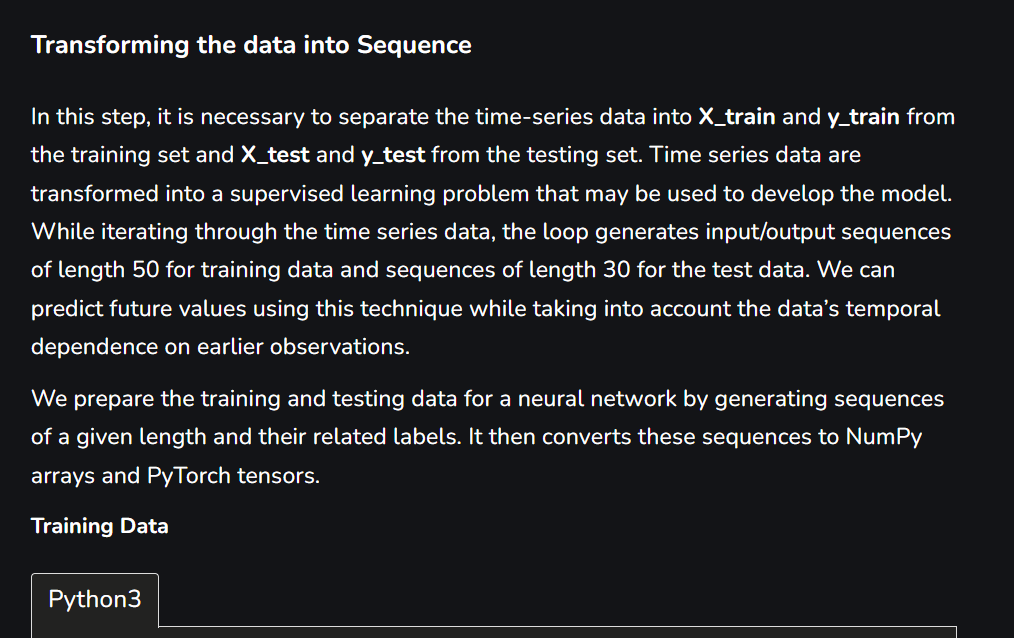 Transforming the data into Sequence
In this step, it is necessary to separate the time-series data into X_train and y_train from
the training set and X_test and y_test from the testing set. Time series data are
transformed into a supervised learning problem that may be used to develop the model.
While iterating through the time series data, the loop generates input/output sequences
of length 50 for training data and sequences of length 30 for the test data. We can
predict future values using this technique while taking into account the data’s temporal
dependence on earlier observations.
We prepare the training and testing data for a neural network by generating sequences
of a given length and their related labels. It then converts these sequences to NumPy
arrays and PyTorch tensors.
Training Data
Python3